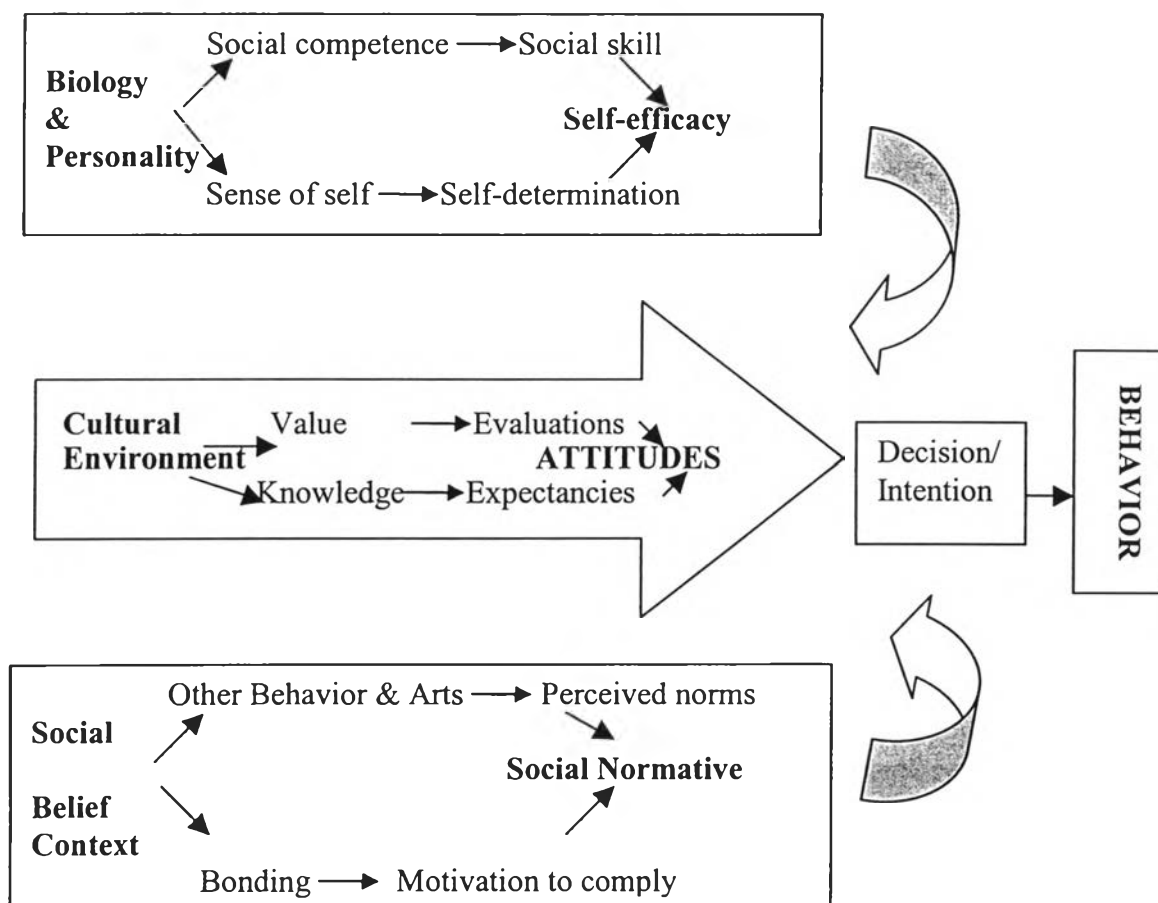 Social competence Social skill
Biology
&
Personality
Self-efficacy
Sense of self Self-determination
Cultural
Environment
Value Evaluations
ATTITUDES
Knowledge Expectancies
Decision/
Intention
BEHAVIOR
Other Behavior & Arts Perceived norms
Social
Social Normative
Belief
Context
Bonding Motivation to comply